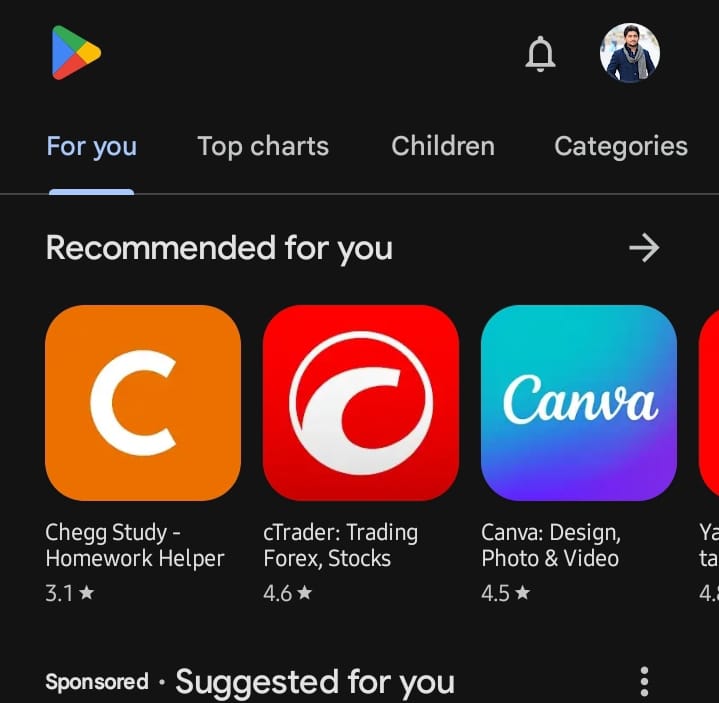 For you Top charts Children Categories
Recommended for you
C
Canva
Chegg Study -
Homework Helper
3.1 ★
cTrader: Trading
Forex, Stocks
4.6 ★
Canva: Design,
Photo & Video
4.5 ★
Ya
ta
4.
Sponsored • Suggested for you